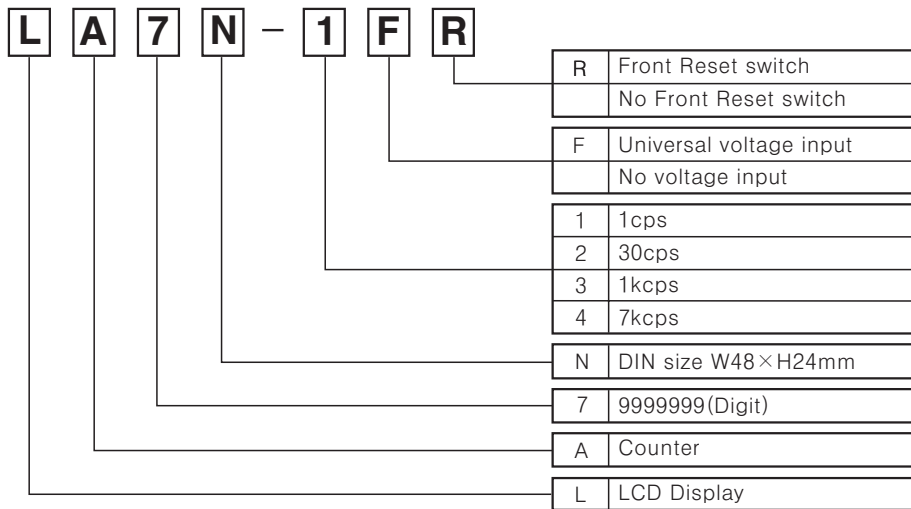 L A 7 N - 1 F R
R Front Reset switch
No Front Reset switch
F Universal voltage input
No voltage input
1 1cps
2 30cps
3 1kcps
4 7kcps
N DIN size W48×H24mm
7 9999999(Digit)
A Counter
L LCD Display